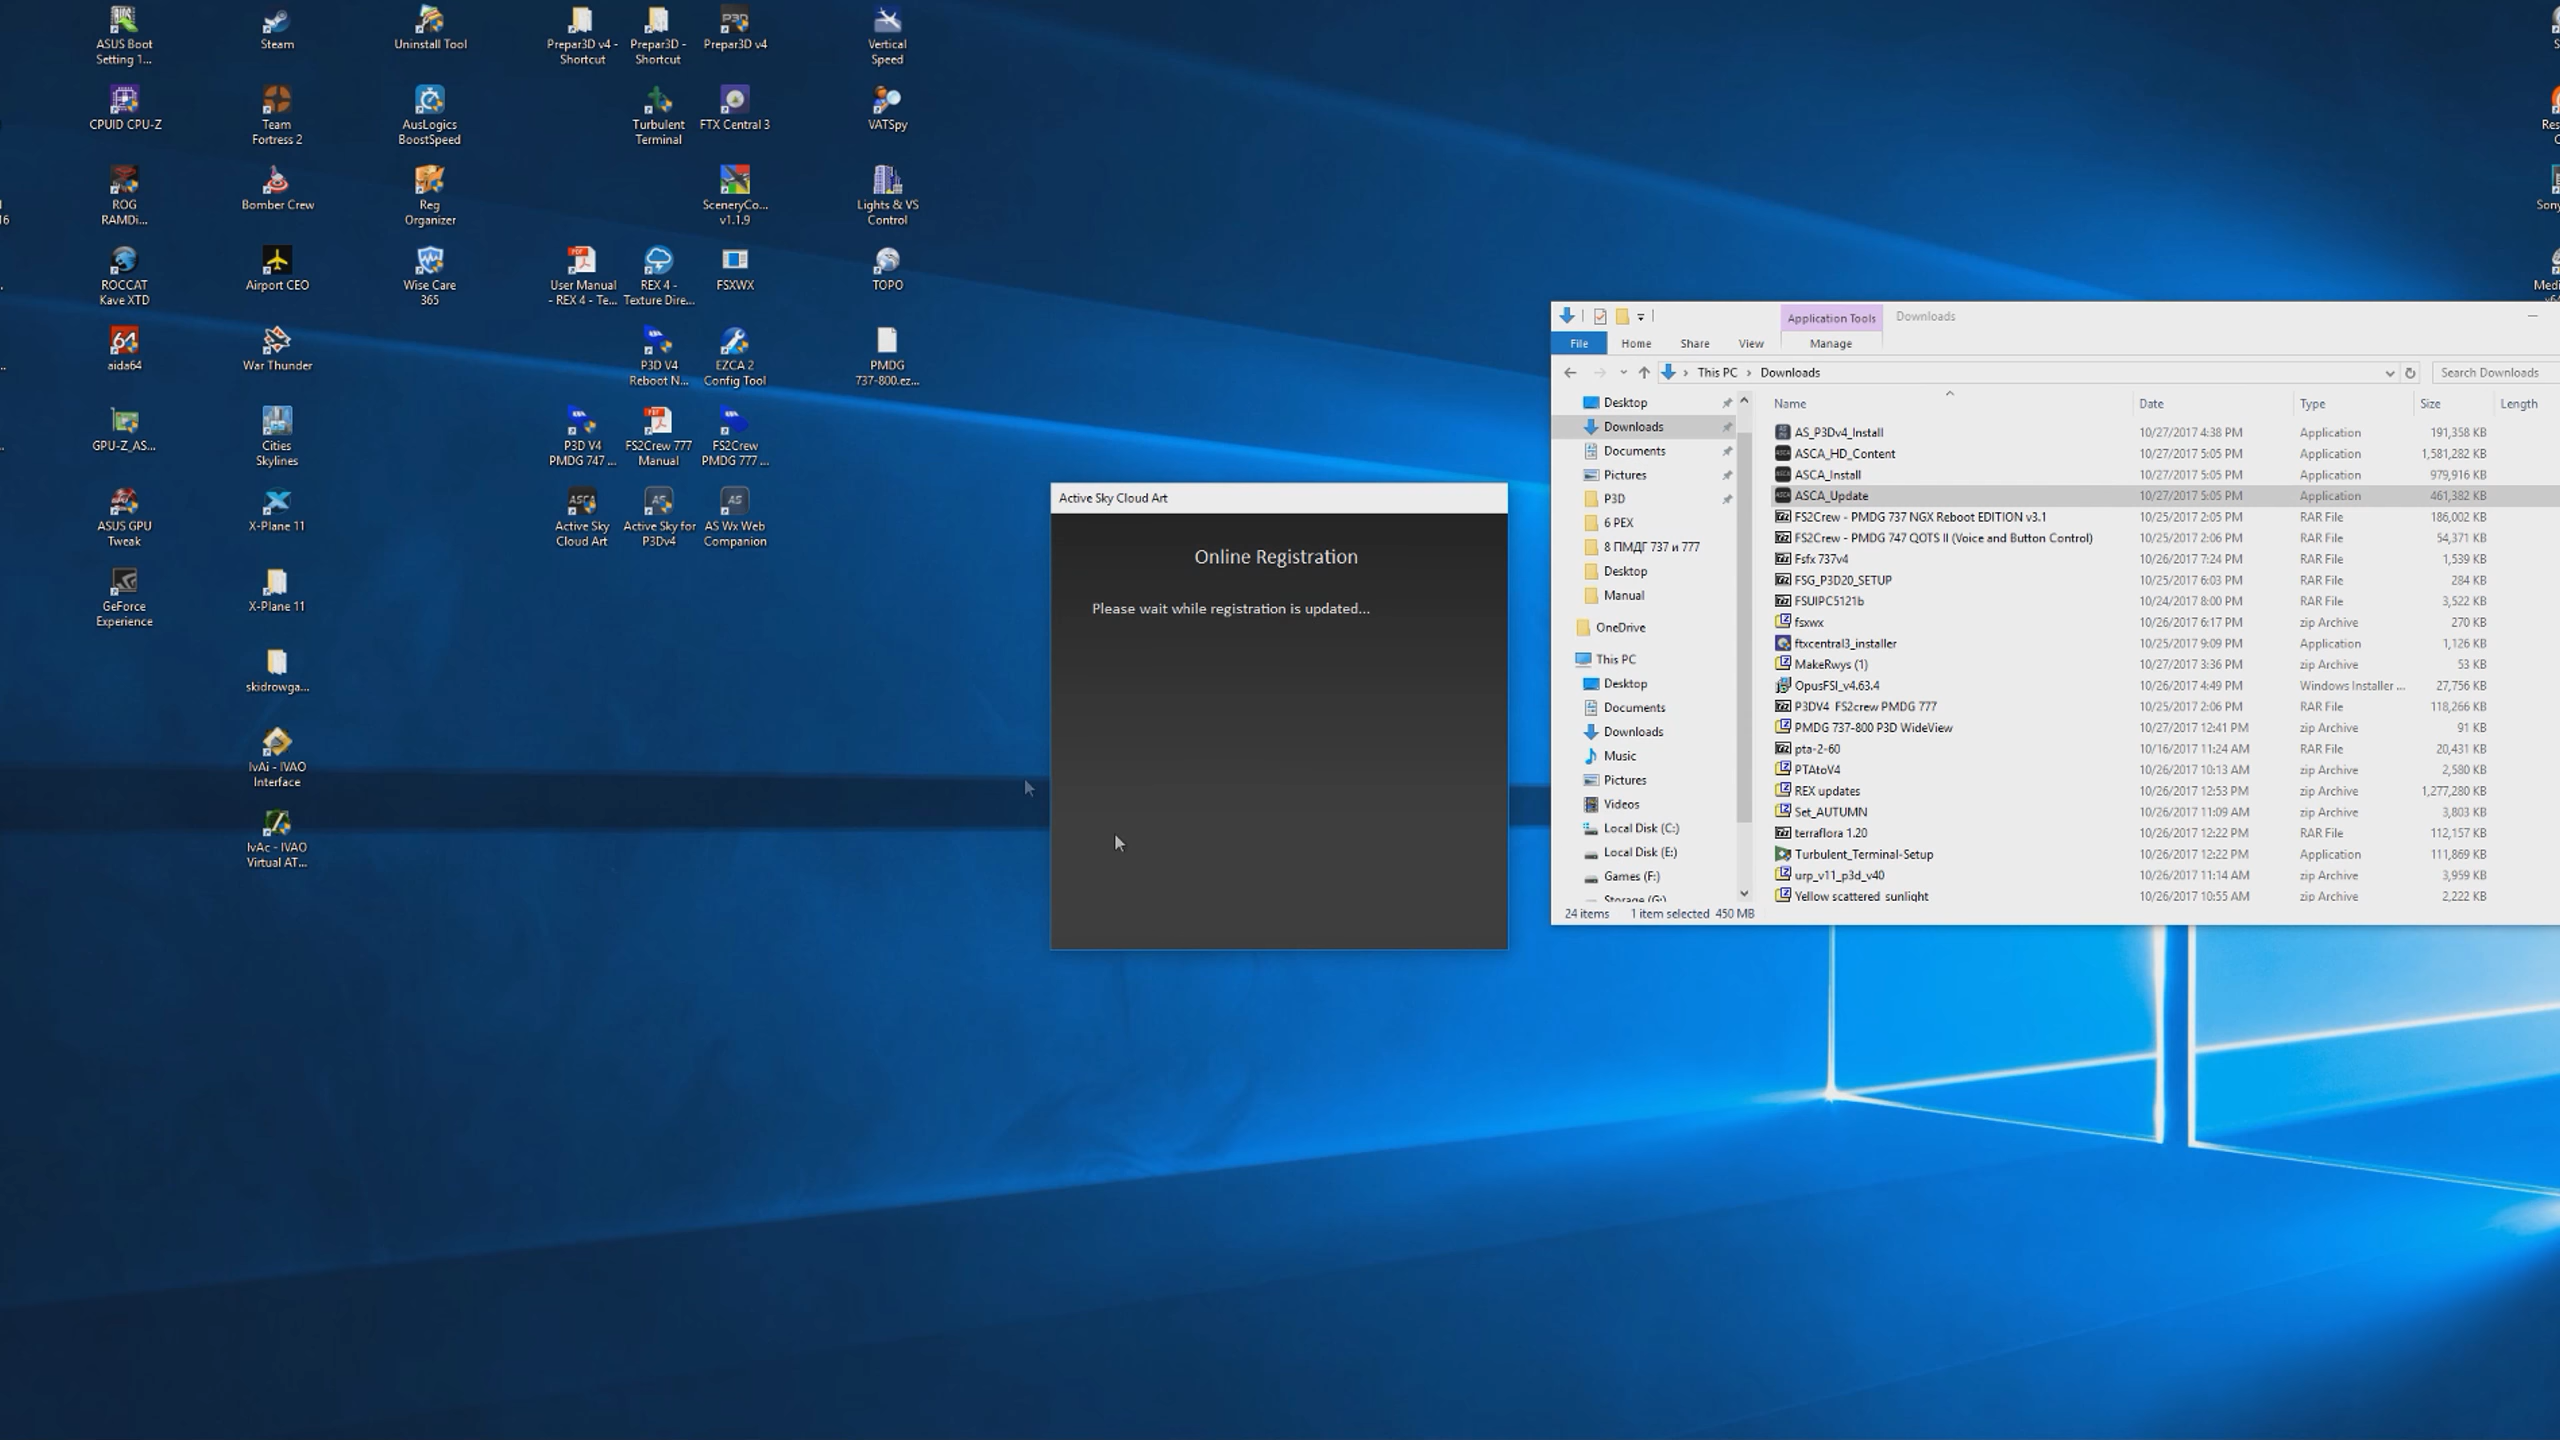 ASUS Boot
Setting 1...
Steam
Uninstall Tool
Prepar3D v4 -
Shortcut
Prepar3D -
Shortcut
Prepar3D v4
Vertical
Speed
CPUID CPU-Z
Team
Fortress 2
AusLogics
BoostSpeed
Turbulent
Terminal
FTX Central 3
VATSpy
ROG
RAMDi...
Bomber Crew
Reg
Organizer
SceneryCo...
v1.1.9
Lights & VS
Control
16
ROCCAT
Kave XTD
Airport CEO
Wise Care
365
User Manual
- REX 4 - Te...
REX 4 -
Texture Dire...
FSXWX
TOPO
aida64
War Thunder
P3D V4
Reboot N...
EZCA 2
Config Tool
PMDG
737-800.ez...
GPU-Z_AS...
Cities
Skylines
P3D V4
PMDG 747 ...
FS2Crew 777
Manual
FS2Crew
PMDG 777 ...
ASUS GPU
Tweak
X-Plane 11
Active Sky
Cloud Art
Active Sky for
P3Dv4
AS Wx Web
Companion
GeForce
Experience
X-Plane 11
skidrowga...
IvAi - IVAO
Interface
IvAc - IVAO
Virtual AT...
Active Sky Cloud Art
Online Registration
Please wait while registration is updated...
Application Tools
Downloads
File
Home
Share
View
Manage
This PC
Downloads
Search Downloads
Desktop
Downloads
Documents
Pictures
P3D
6 PEX
8 ПМДГ 737 и 777
Desktop
Manual
OneDrive
This PC
Desktop
Documents
Downloads
Music
Pictures
Videos
Local Disk (C:)
Local Disk (E:)
Games (F:)
Storage (G:)
Name Date Type Size Length
AS_P3Dv4_Install 10/27/2017 4:38 PM Application 191,358 KB
ASCA_HD_Content 10/27/2017 5:05 PM Application 1,581,282 KB
ASCA_Install 10/27/2017 5:05 PM Application 979,916 KB
ASCA_Update 10/27/2017 5:05 PM Application 461,382 KB
FS2Crew - PMDG 737 NGX Reboot EDITION v3.1 10/25/2017 2:05 PM RAR File 186,002 KB
FS2Crew - PMDG 747 QOTS II (Voice and Button Control) 10/25/2017 2:06 PM RAR File 54,371 KB
Fsfx 737v4 10/26/2017 7:24 PM RAR File 1,539 KB
FSG_P3D20_SETUP 10/25/2017 6:03 PM RAR File 284 KB
FSUIPC5121b 10/24/2017 8:00 PM RAR File 3,522 KB
fsxwx 10/26/2017 6:17 PM zip Archive 270 KB
ftxcentral3_installer 10/25/2017 9:09 PM Application 1,126 KB
MakeRwys (1) 10/27/2017 3:36 PM zip Archive 53 KB
OpusFSI_v4.63.4 10/26/2017 4:49 PM Windows Installer ... 27,756 KB
P3DV4 FS2crew PMDG 777 10/25/2017 2:06 PM RAR File 118,266 KB
PMDG 737-800 P3D WideView 10/27/2017 12:41 PM zip Archive 91 KB
pta-2-60 10/16/2017 11:24 AM RAR File 20,431 KB
PTAtoV4 10/26/2017 10:13 AM zip Archive 2,580 KB
REX updates 10/26/2017 12:53 PM zip Archive 1,277,280 KB
Set_AUTUMN 10/26/2017 11:09 AM zip Archive 3,803 KB
terraflora 1.20 10/26/2017 12:22 PM RAR File 112,157 KB
Turbulent_Terminal-Setup 10/26/2017 12:22 PM Application 111,869 KB
urp_v11_p3d_v40 10/26/2017 11:14 AM zip Archive 3,959 KB
Yellow scattered sunlight 10/26/2017 10:55 AM zip Archive 2,222 KB
24 items 1 item selected 450 MB